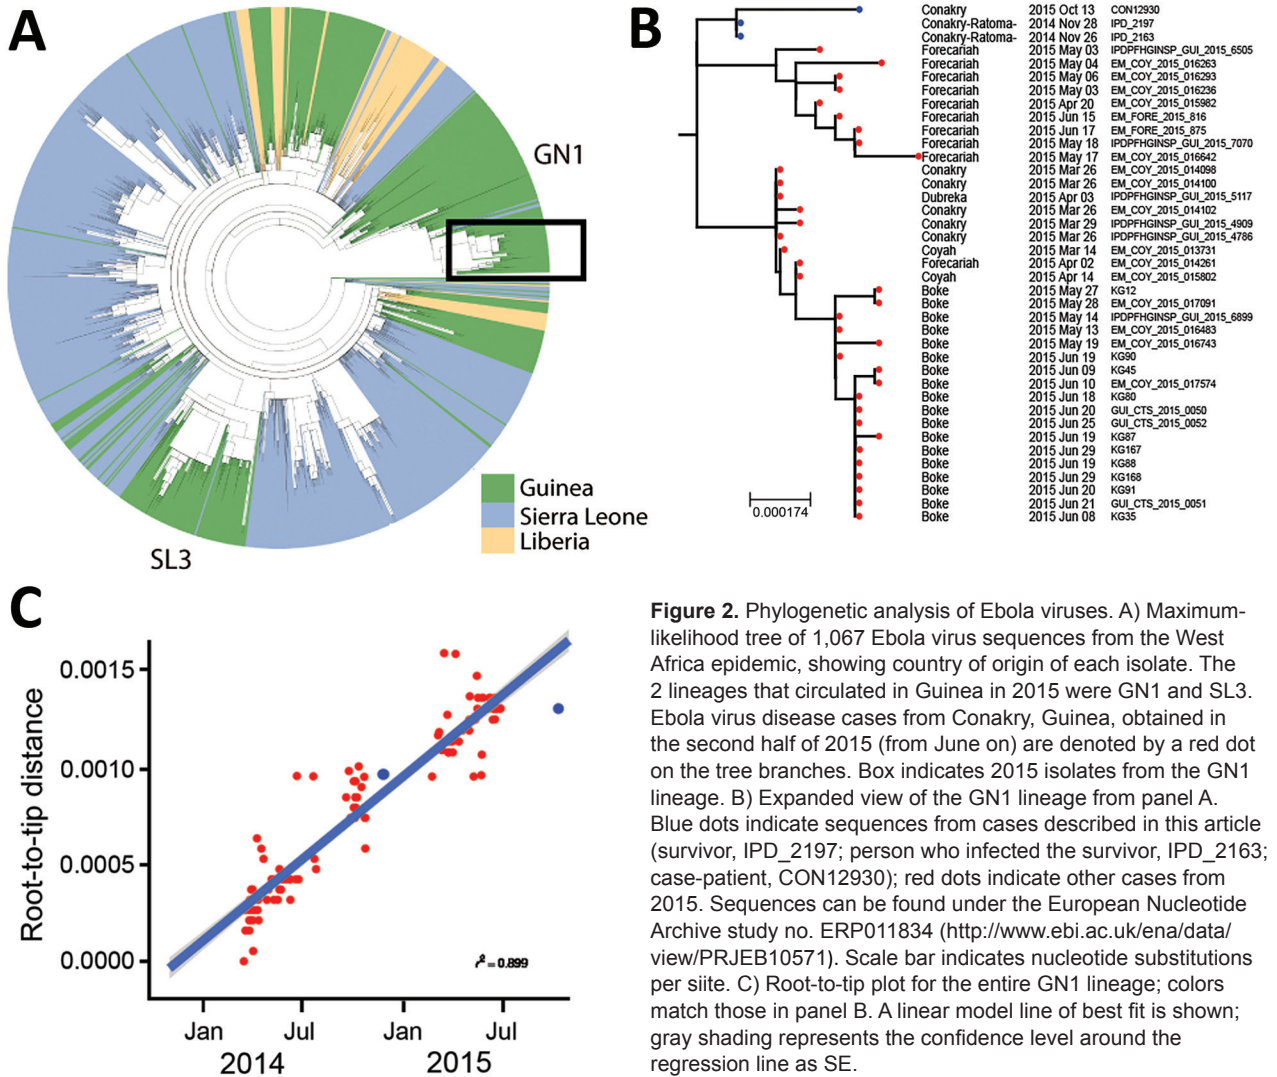 A
GN1
SL3
Guinea
Sierra Leone
Liberia
B
Conakry 2015 Oct 13 CON12930
Conakry-Ratoma- 2014 Nov 28 IPD_2197
Conakry-Ratoma- 2014 Nov 26 IPD_2163
Forecariah 2015 May 03 IPDPFHGINSP_GUI_2015_6505
Forecariah 2015 May 04 EM_COY_2015_016263
Forecariah 2015 May 06 EM_COY_2015_016293
Forecariah 2015 May 03 EM_COY_2015_016236
Forecariah 2015 Apr 20 EM_COY_2015_015982
Forecariah 2015 Jun 15 EM_FORE_2015_816
Forecariah 2015 Jun 17 EM_FORE_2015_875
Forecariah 2015 May 18 IPDPFHGINSP_GUI_2015_7070
Forecariah 2015 May 17 EM_COY_2015_016642
Conakry 2015 Mar 26 EM_COY_2015_014098
Conakry 2015 Mar 26 EM_COY_2015_014100
Dubreka 2015 Apr 03 IPDPFHGINSP_GUI_2015_5117
Conakry 2015 Mar 26 EM_COY_2015_014102
Conakry 2015 Mar 29 IPDPFHGINSP_GUI_2015_4909
Conakry 2015 Mar 26 IPDPFHGINSP_GUI_2015_4786
Coyah 2015 Mar 14 EM_COY_2015_013731
Forecariah 2015 Apr 02 EM_COY_2015_014261
Coyah 2015 Apr 14 EM_COY_2015_015802
Boke 2015 May 27 KG12
Boke 2015 May 28 EM_COY_2015_017091
Boke 2015 May 14 IPDPFHGINSP_GUI_2015_6899
Boke 2015 May 13 EM_COY_2015_016483
Boke 2015 May 19 EM_COY_2015_016743
Boke 2015 Jun 19 KG90
Boke 2015 Jun 09 KG45
Boke 2015 Jun 10 EM_COY_2015_017574
Boke 2015 Jun 18 KG80
Boke 2015 Jun 20 GUI_CTS_2015_0050
Boke 2015 Jun 25 GUI_CTS_2015_0052
Boke 2015 Jun 19 KG87
Boke 2015 Jun 29 KG167
Boke 2015 Jun 19 KG88
Boke 2015 Jun 29 KG168
Boke 2015 Jun 20 KG91
Boke 2015 Jun 21 GUI_CTS_2015_0051
Boke 2015 Jun 08 KG35
0.000174
C
Root-to-tip distance
0.0015
0.0010
0.0005
0.0000
r² = 0.899
Jan Jul Jan Jul
2014 2015
Figure 2. Phylogenetic analysis of Ebola viruses. A) Maximum-
likelihood tree of 1,067 Ebola virus sequences from the West
Africa epidemic, showing country of origin of each isolate. The
2 lineages that circulated in Guinea in 2015 were GN1 and SL3.
Ebola virus disease cases from Conakry, Guinea, obtained in
the second half of 2015 (from June on) are denoted by a red dot
on the tree branches. Box indicates 2015 isolates from the GN1
lineage. B) Expanded view of the GN1 lineage from panel A.
Blue dots indicate sequences from cases described in this article
(survivor, IPD_2197; person who infected the survivor, IPD_2163;
case-patient, CON12930); red dots indicate other cases from
2015. Sequences can be found under the European Nucleotide
Archive study no. ERP011834 (http://www.ebi.ac.uk/ena/data/
view/PRJEB10571). Scale bar indicates nucleotide substitutions
per siite. C) Root-to-tip plot for the entire GN1 lineage; colors
match those in panel B. A linear model line of best fit is shown;
gray shading represents the confidence level around the
regression line as SE.